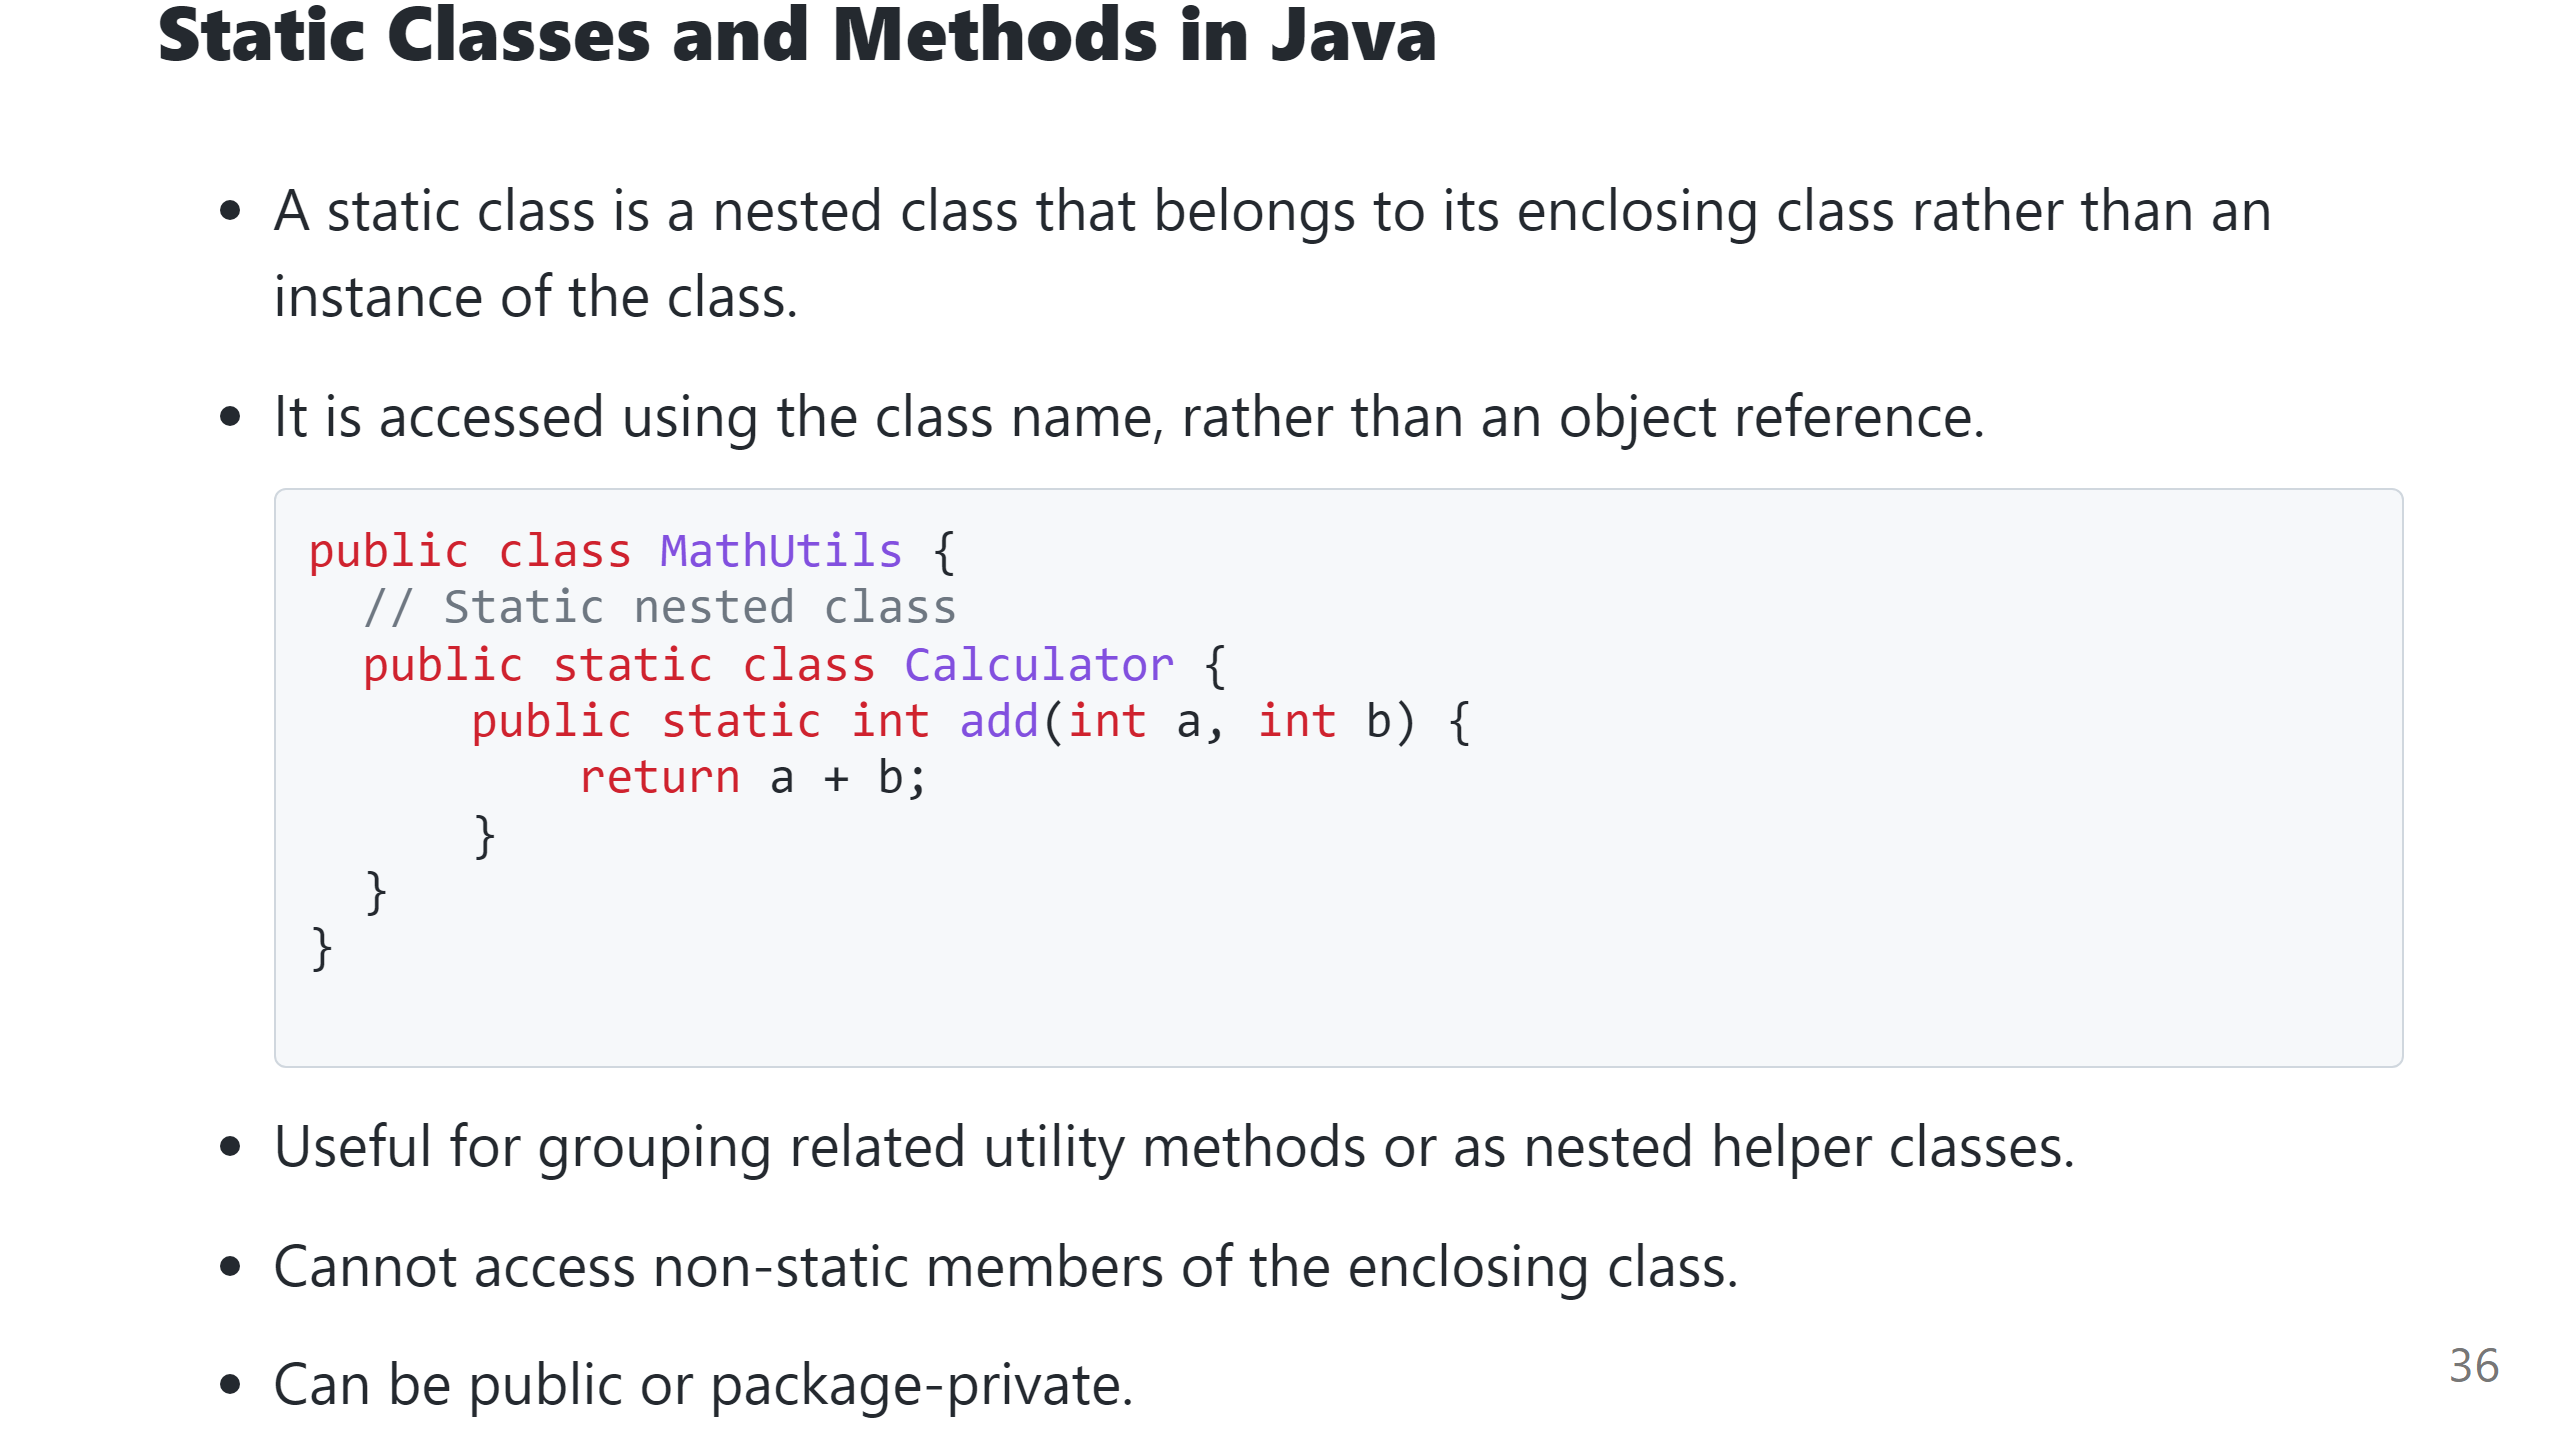 Static Classes and Methods in Java
• A static class is a nested class that belongs to its enclosing class rather than an
instance of the class.
• It is accessed using the class name, rather than an object reference.
public class MathUtils {
  // Static nested class
  public static class Calculator {
      public static int add(int a, int b) {
          return a + b;
      }
  }
}
• Useful for grouping related utility methods or as nested helper classes.
• Cannot access non-static members of the enclosing class.
• Can be public or package-private.
36